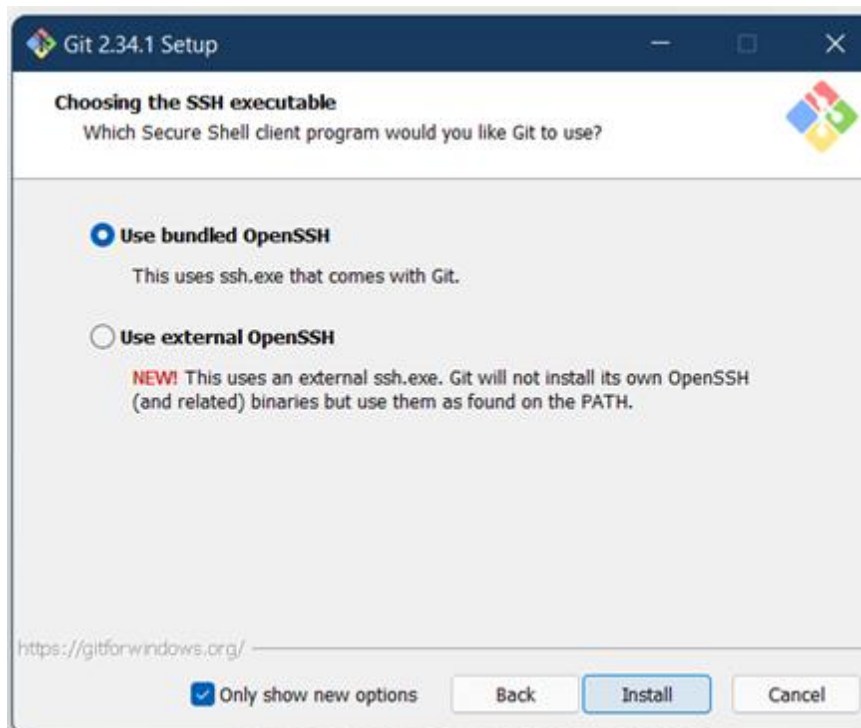 Git 2.34.1 Setup
Choosing the SSH executable
Which Secure Shell client program would you like Git to use?
Use bundled OpenSSH
This uses ssh.exe that comes with Git.
Use external OpenSSH
NEW! This uses an external ssh.exe. Git will not install its own OpenSSH
(and related) binaries but use them as found on the PATH.
https://gitforwindows.org/
Only show new options Back Install Cancel